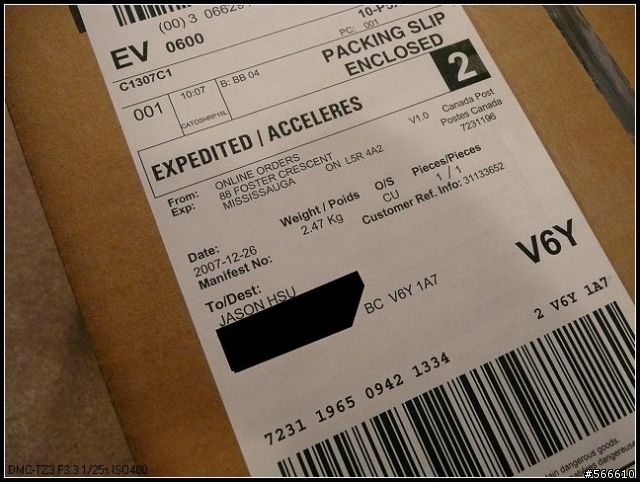 (00) 3 0662
EV 0600
C1307C1
PC: 001
PACKING SLIP
ENCLOSED
001
10:07
B: BB 04
2
EXPEDITED | ACCELERES
V1.0
Canada Post
Postes Canada
7231196
From:
Exp:
ONLINE ORDERS
88 FOSTER CRESCENT
MISSISSAUGA ON L5R 4A2
Weight / Poids
2.47 Kg
O/S
CU
Pieces/Pieces
1 / 1
Customer Ref. Info: 31133652
Date:
2007-12-26
Manifest No:
To/Dest:
JASON HSU
BC V6Y 1A7
V6Y
2 V6Y 1A7
7231 1965 0942 1334
dangerous goods.
DMC-TZ3 F3.3 1/25s ISO400
#566610